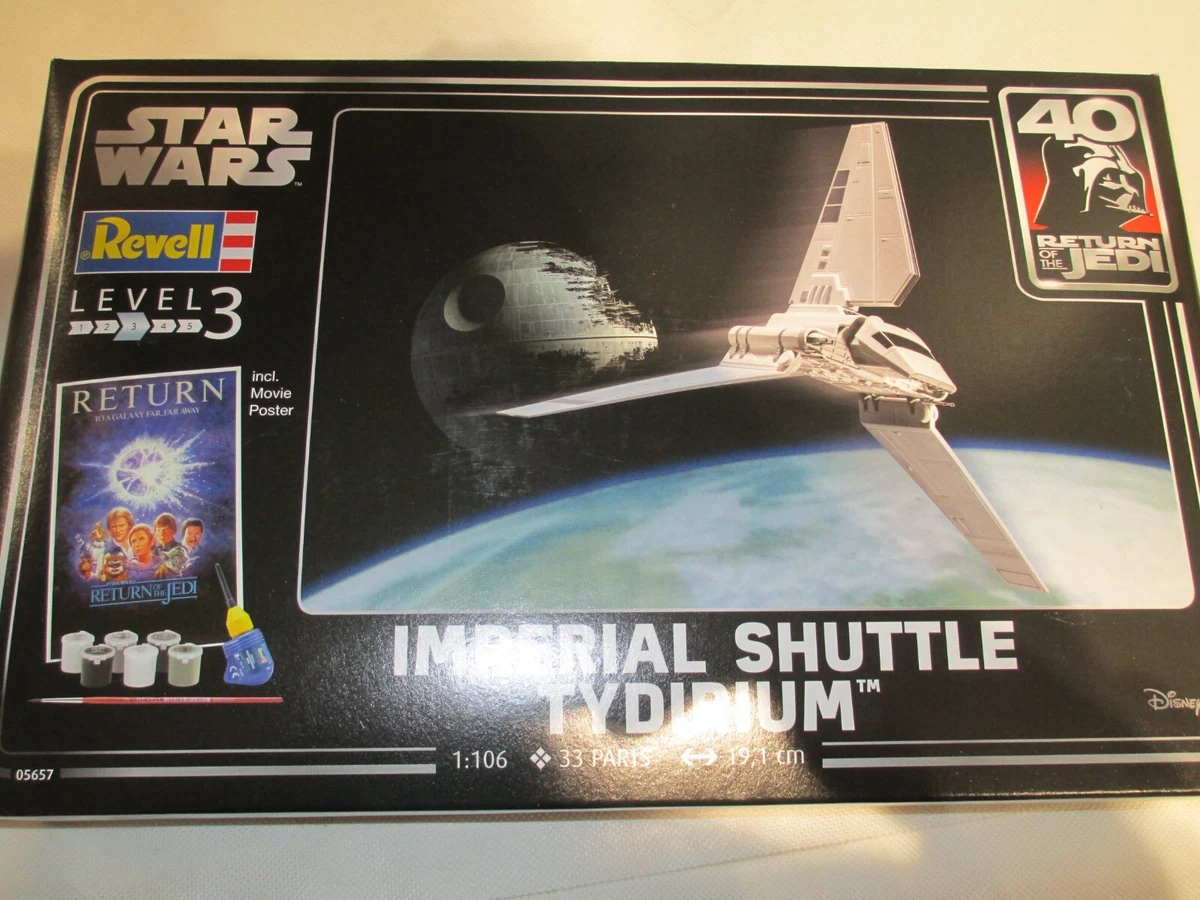 STAR
WARS™
Revell
®
LEVEL 3
1 2 3 4 5
incl.
Movie
Poster
RETURN
TO A GALAXY FAR, FAR AWAY
STAR WARS
RETURN OF THE JEDI
40
RETURN
OF THE JEDI
IMPERIAL SHUTTLE
TYDIRIUM™
1:106 33 PARTS 19,1 cm
05657
Disney